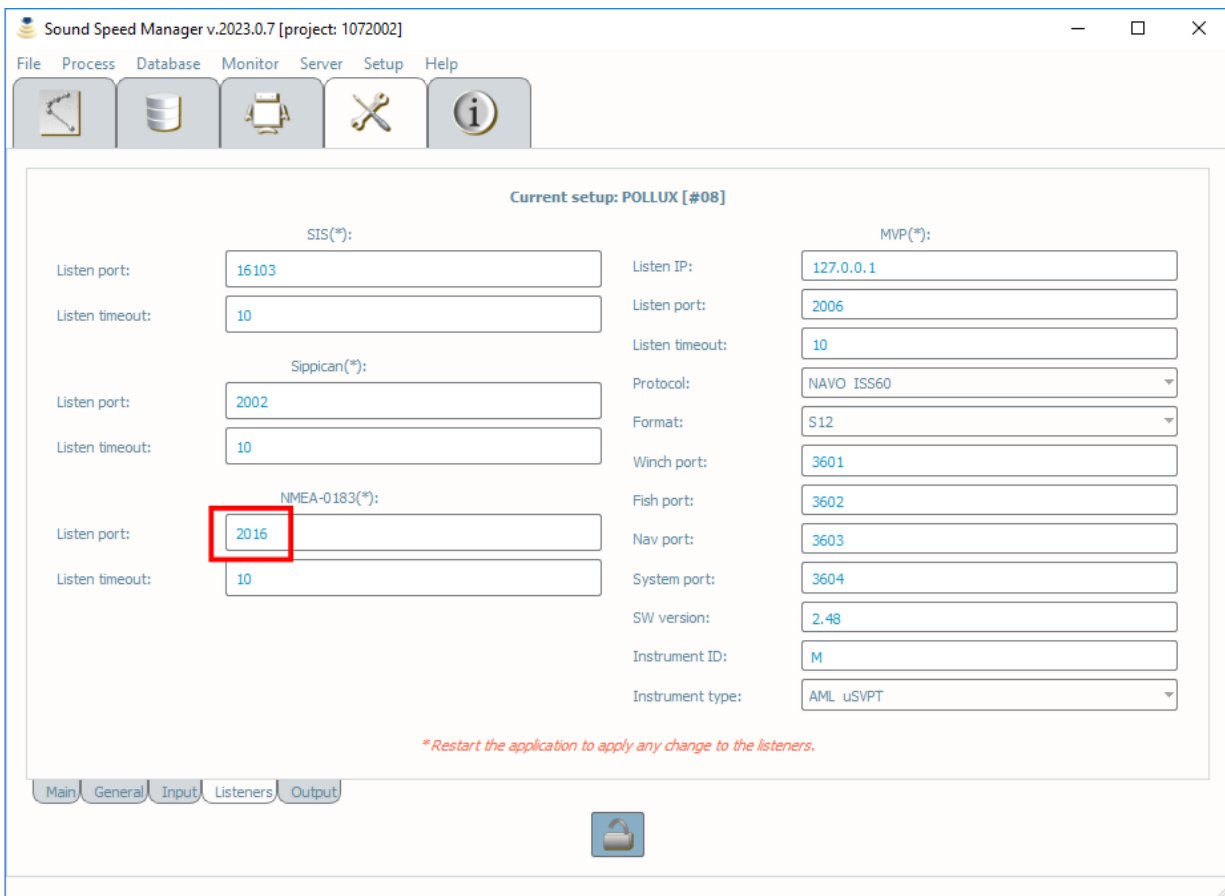 Sound Speed Manager v.2023.0.7 [project: 1072002]
File Process Database Monitor Server Setup Help
Current setup: POLLUX [#08]
SIS(*):
Listen port: 16103
Listen timeout: 10
Sippican(*):
Listen port: 2002
Listen timeout: 10
NMEA-0183(*):
Listen port: 2016
Listen timeout: 10
MVP(*):
Listen IP: 127.0.0.1
Listen port: 2006
Listen timeout: 10
Protocol: NAVO_ISS60
Format: S12
Winch port: 3601
Fish port: 3602
Nav port: 3603
System port: 3604
SW version: 2.48
Instrument ID: M
Instrument type: AML_uSVPT
*Restart the application to apply any change to the listeners.
Main General Input Listeners Output